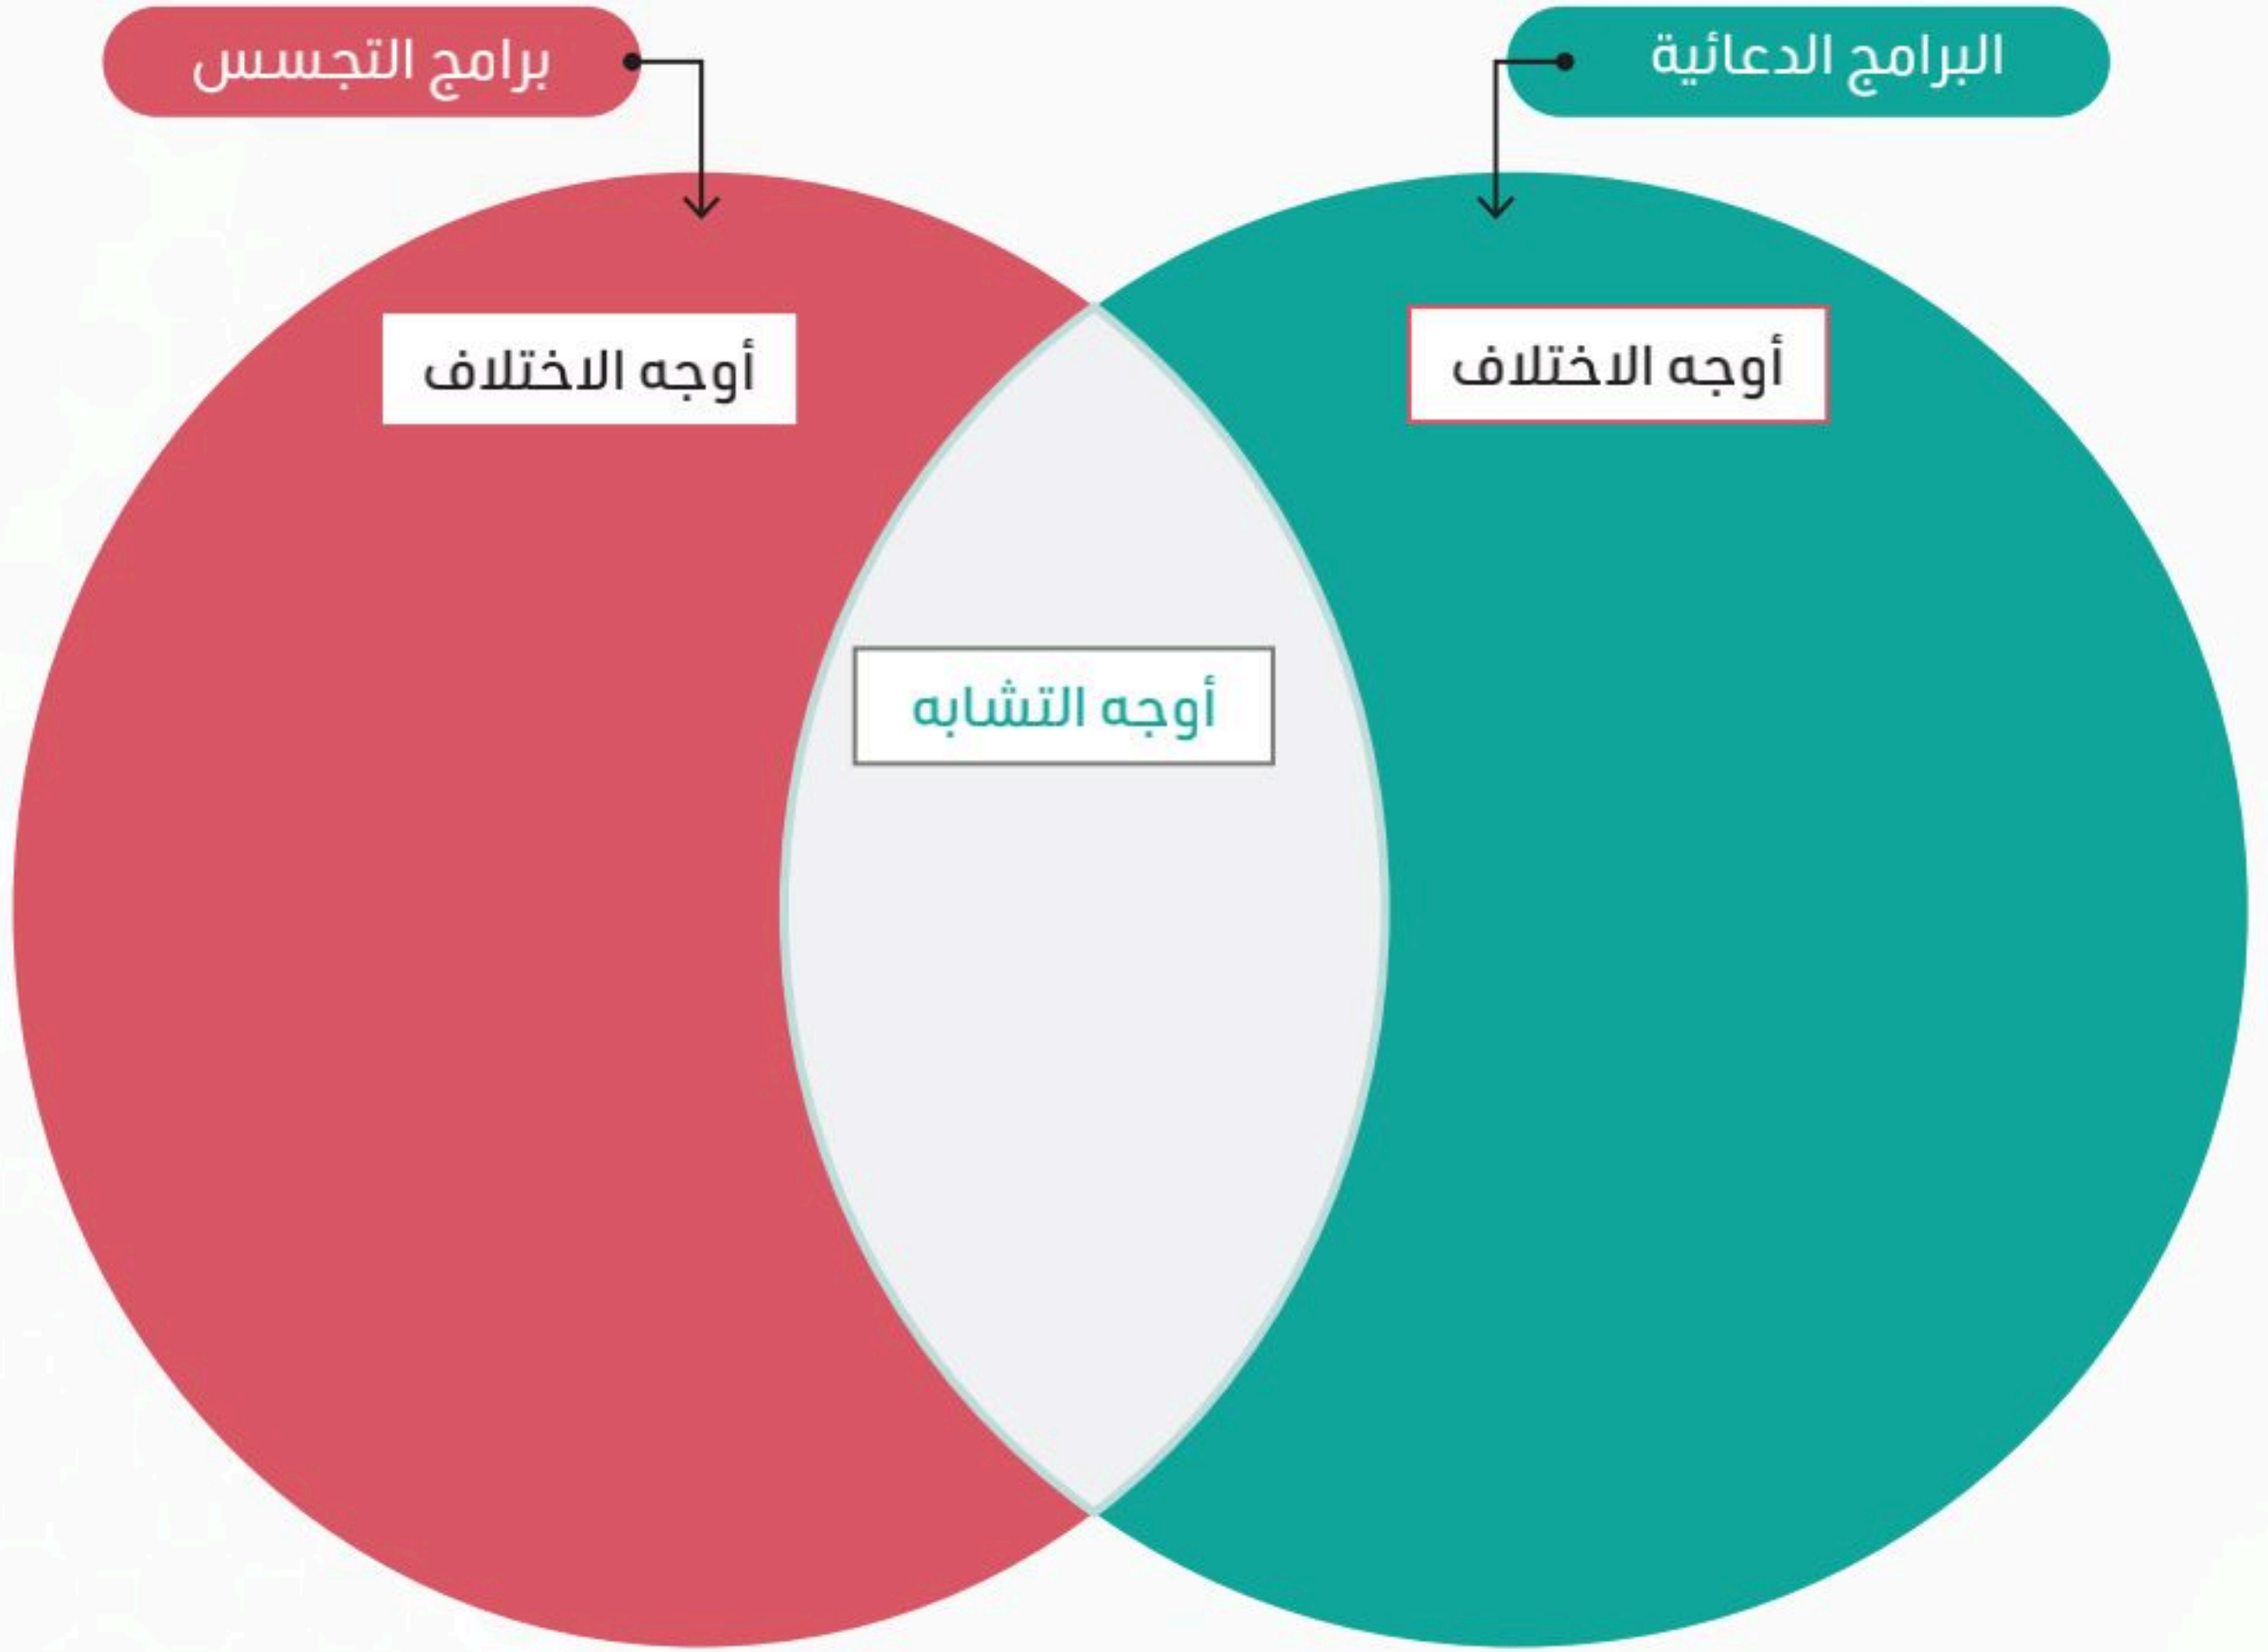 البرامج الدعائية
برامج التجسس
أوجه الاختلاف
أوجه الاختلاف
أوجه التشابه